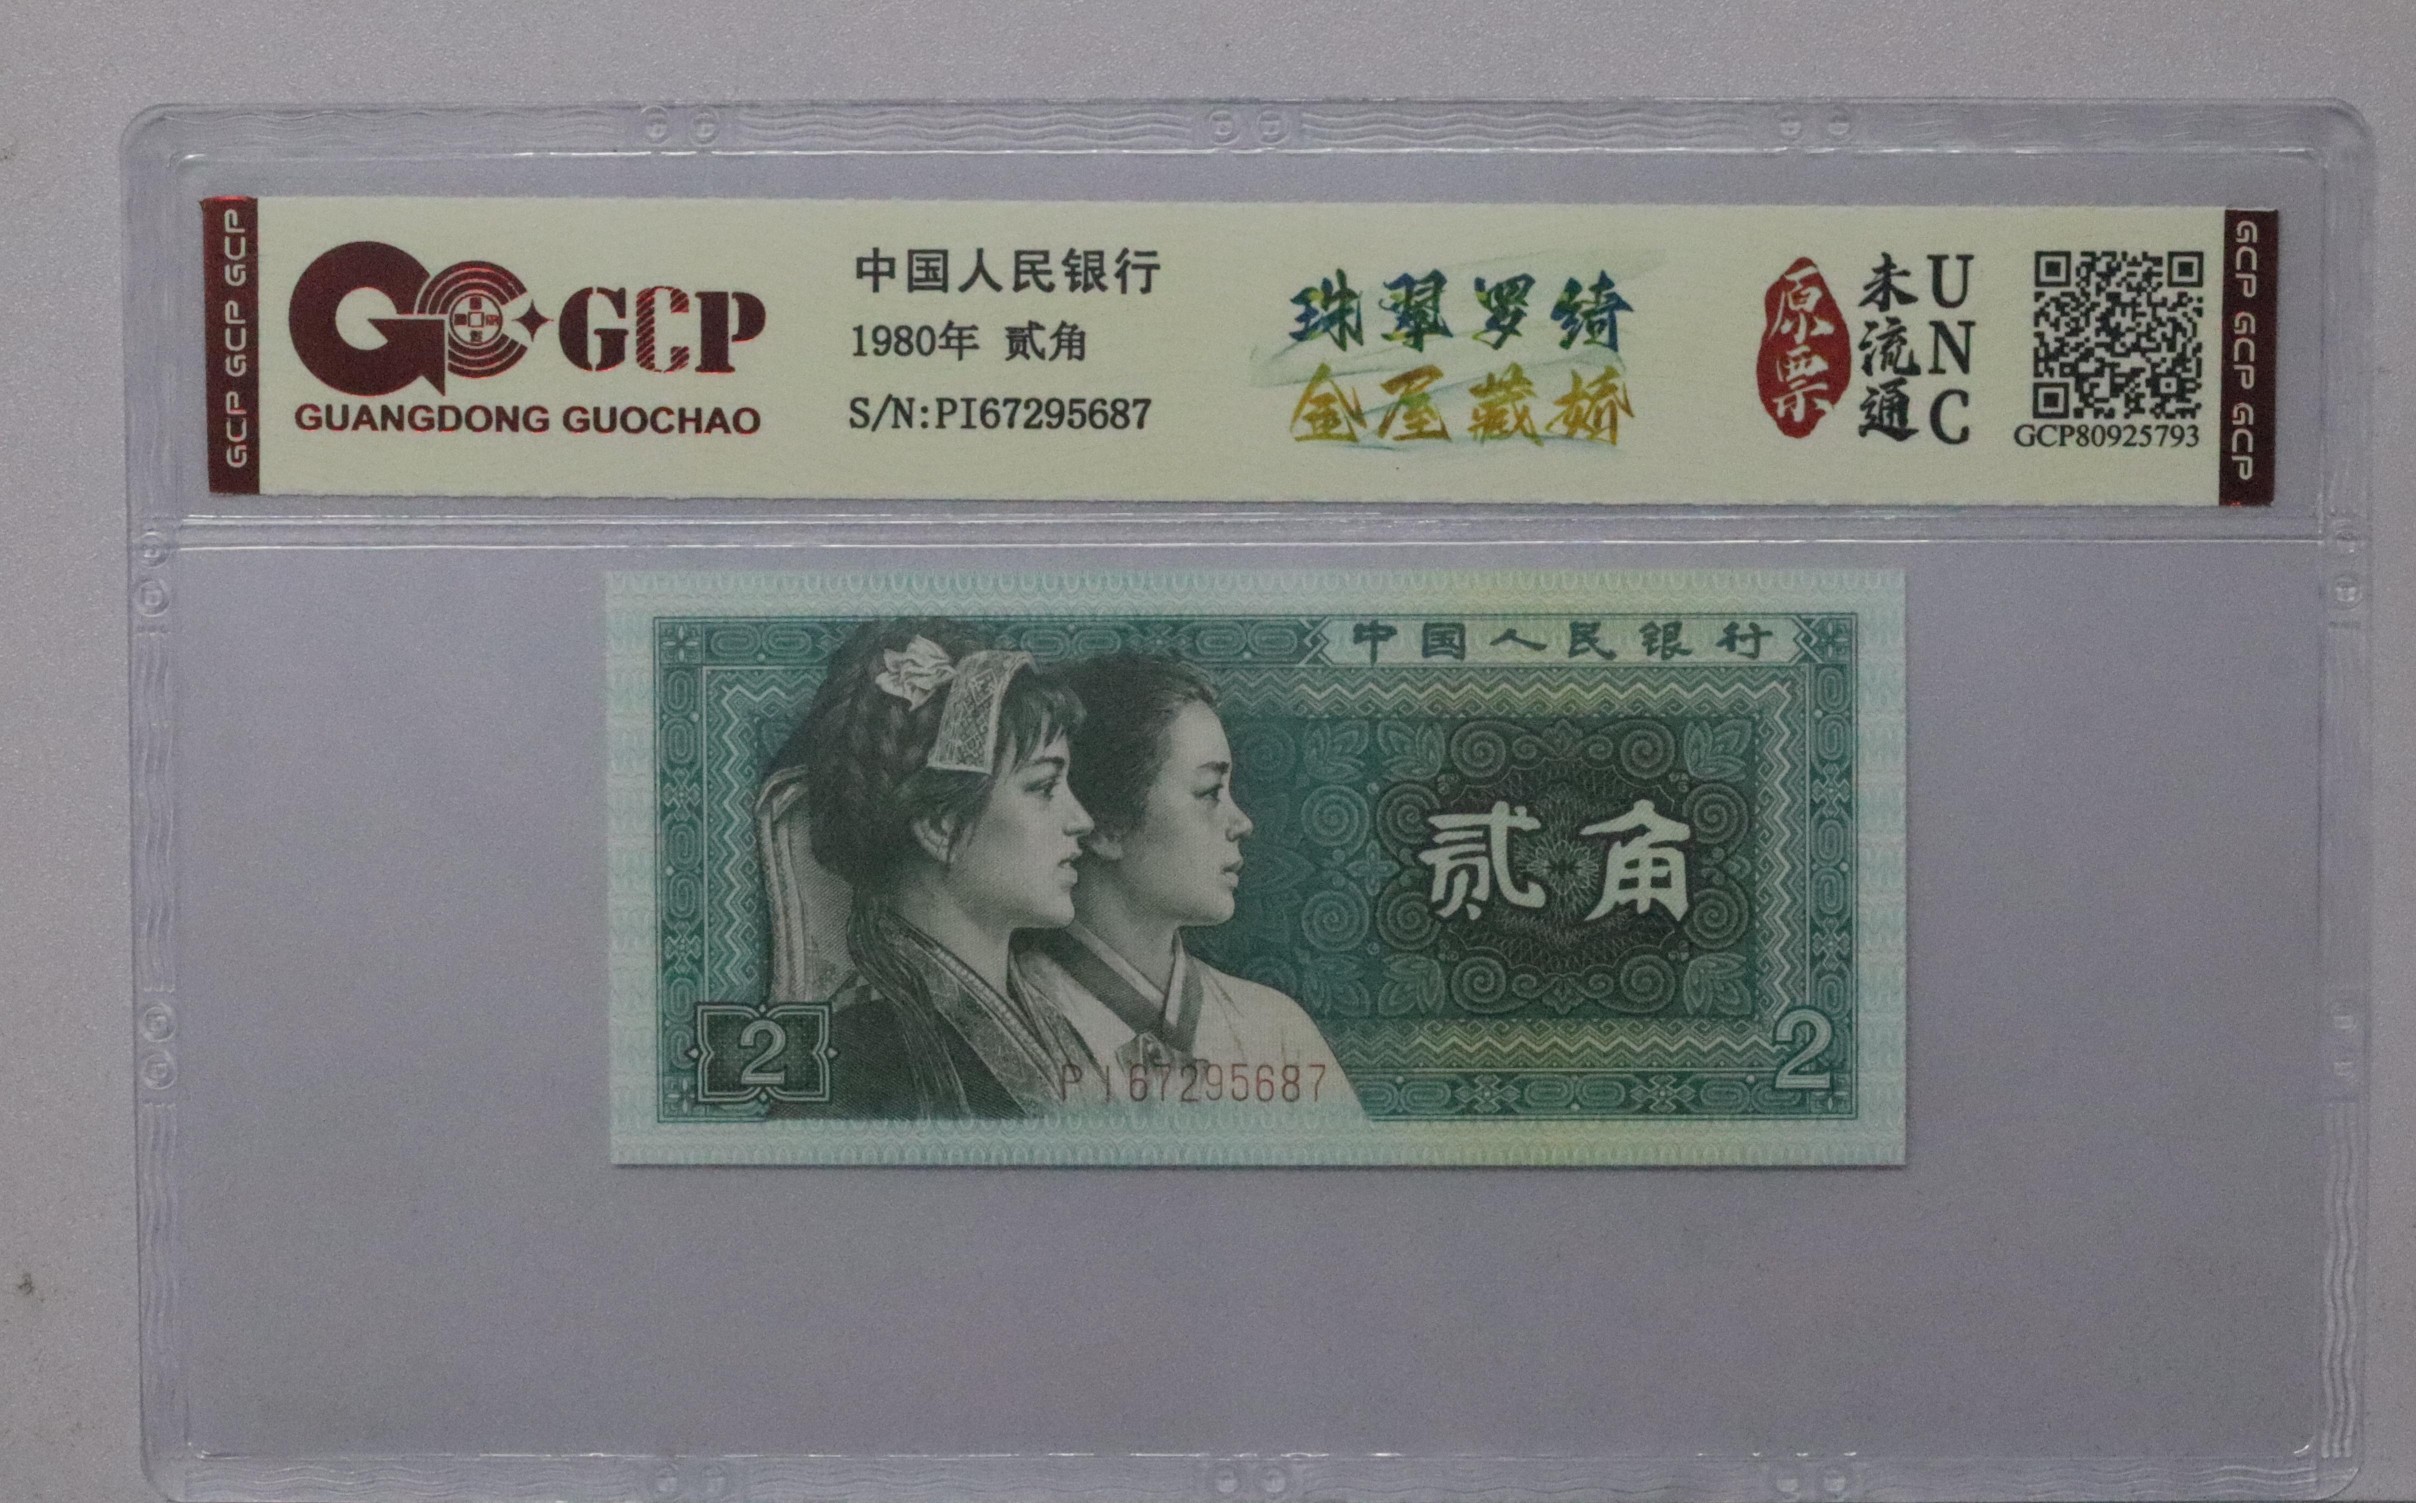 GCP GCP GCP
GCP
GUANGDONG GUOCHAO
中国人民银行
1980年 贰角
S/N:PI67295687
珠翠罗绮
金屋藏娇
原票
未流通
UNC
GCP80925793
GCP GCP GCP
中国人民银行
贰角
2
PI67295687
2